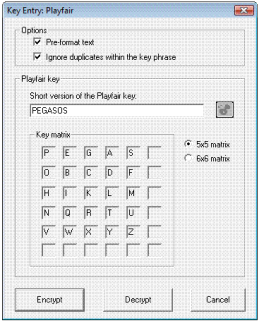 Key Entry: Playfair
Options
Pre-format text
Ignore duplicates within the key phrase
Playfair key
Short version of the Playfair key:
PEGASOS
Key matrix
P E G A S
5x5 matrix
O B C D F
6x6 matrix
H I K L M
N Q R T U
V W X Y Z
Encrypt Decrypt Cancel